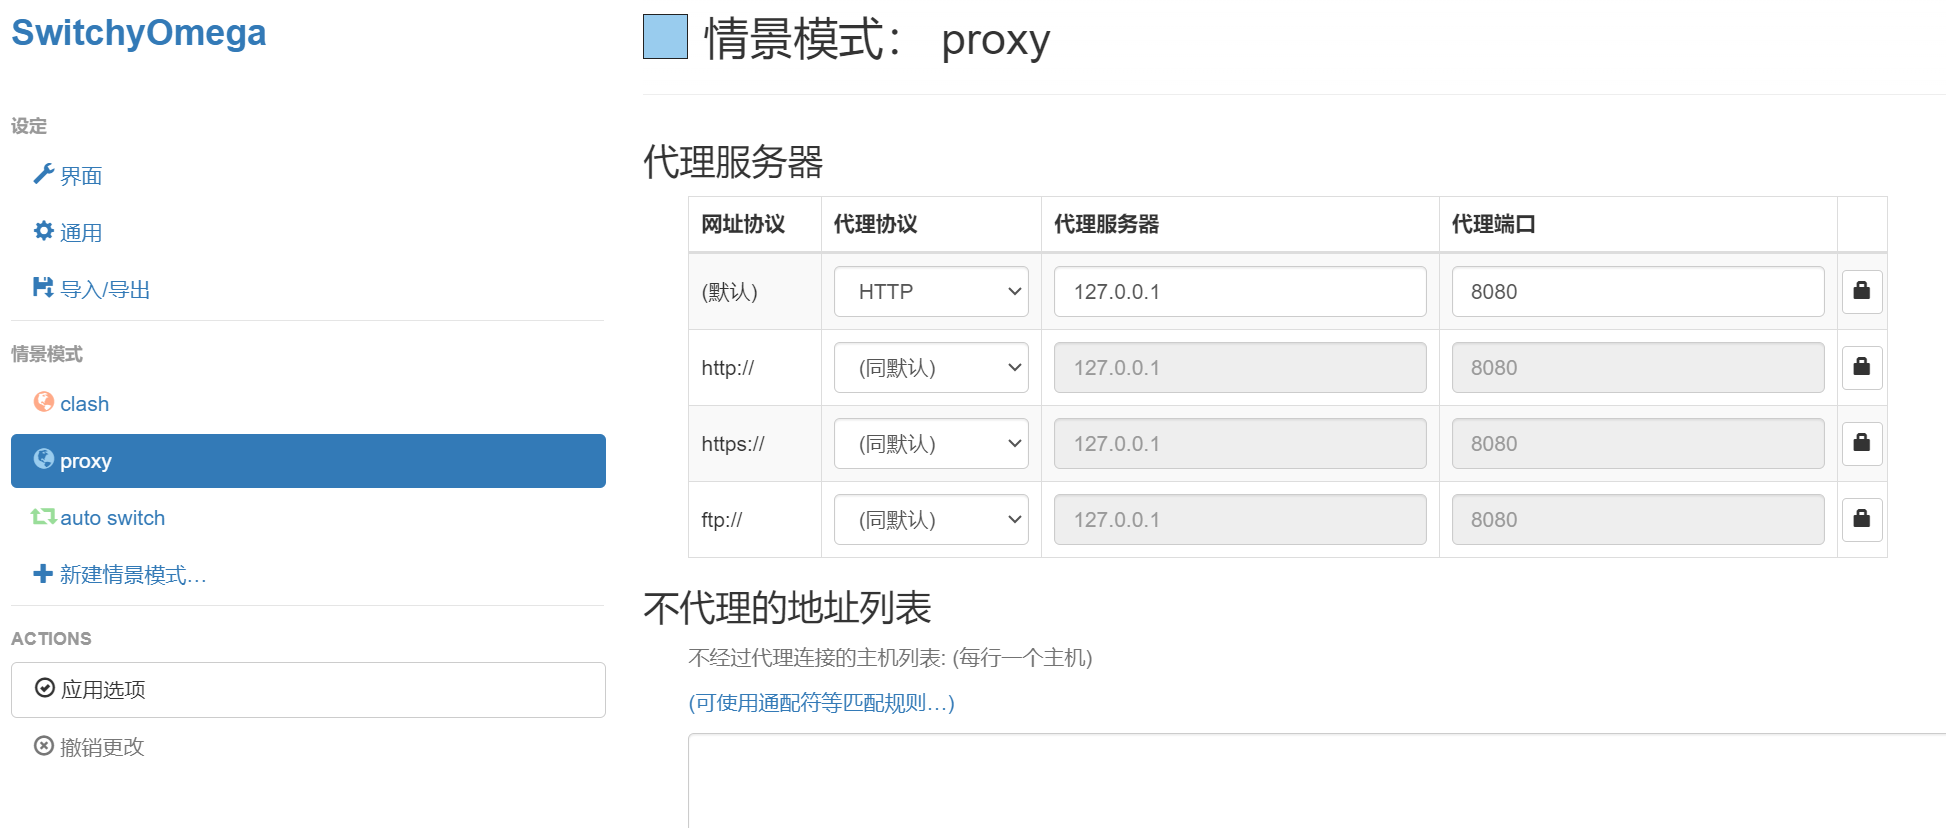 SwitchyOmega
设定
界面
通用
导入/导出
情景模式
clash
proxy
auto switch
新建情景模式…
ACTIONS
应用选项
撤销更改
情景模式： proxy
代理服务器
网址协议 代理协议 代理服务器 代理端口
(默认) HTTP 127.0.0.1 8080
http:// (同默认) 127.0.0.1 8080
https:// (同默认) 127.0.0.1 8080
ftp:// (同默认) 127.0.0.1 8080
不代理的地址列表
不经过代理连接的主机列表: (每行一个主机)
(可使用通配符等匹配规则…)